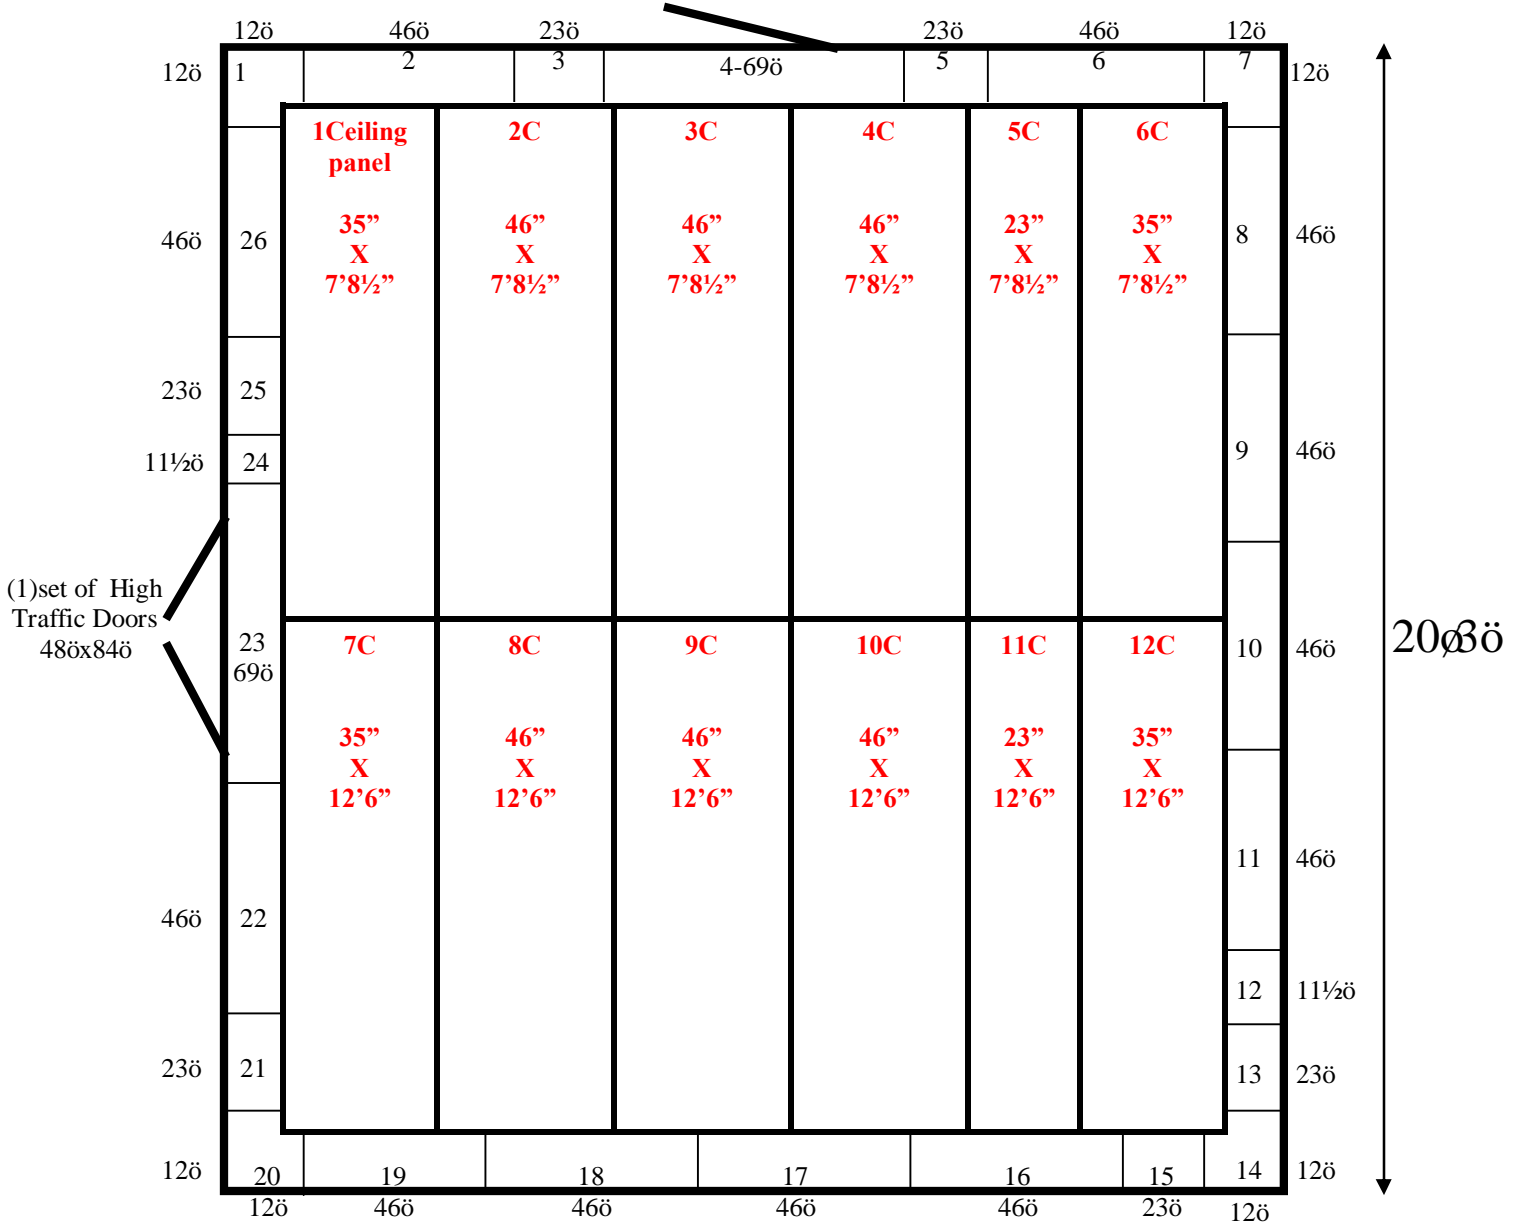 12ö 46ö 23ö 23ö 46ö 12ö
12ö 1 2 3 4-69ö 5 6 7 12ö
1Ceiling panel 2C 3C 4C 5C 6C
35” 46” 46” 46” 23” 35”
X X X X X X
7’8½” 7’8½” 7’8½” 7’8½” 7’8½” 7’8½”
46ö 26 8 46ö
23ö 25
11½ö 24 9 46ö
(1)set of High
Traffic Doors
48öx84ö
23
69ö
7C 8C 9C 10C 11C 12C
10 46ö
20ø3ö
35” 46” 46” 46” 23” 35”
X X X X X X
12’6” 12’6” 12’6” 12’6” 12’6” 12’6”
11 46ö
46ö 22
12 11½ö
23ö 21 13 23ö
12ö 20 19 18 17 16 15 14 12ö
12ö 46ö 46ö 46ö 46ö 23ö 12ö